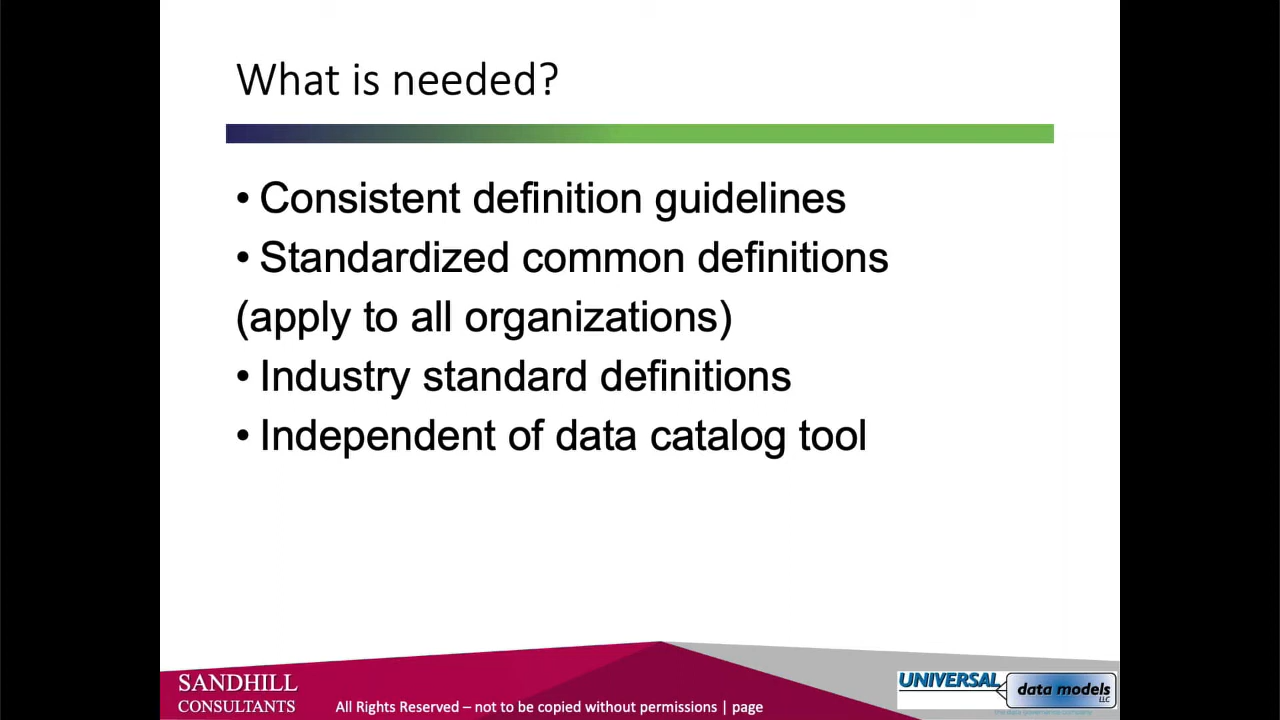 What is needed?
• Consistent definition guidelines
• Standardized common definitions
(apply to all organizations)
• Industry standard definitions
• Independent of data catalog tool
SANDHILL
CONSULTANTS
All Rights Reserved – not to be copied without permissions | page
UNIVERSAL
data models
LLC